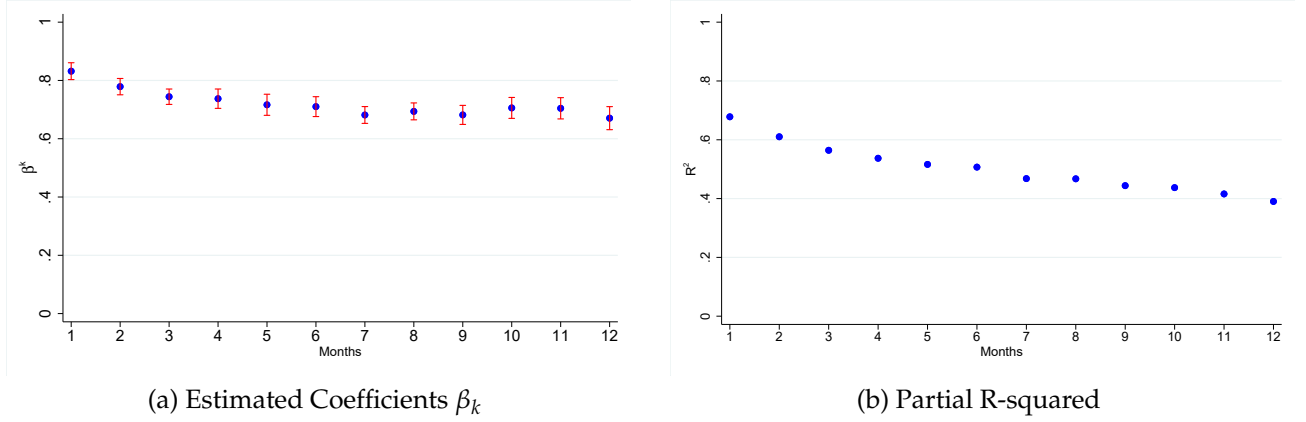 1
.8
.6
.4
.2
0
β^k
1 2 3 4 5 6 7 8 9 10 11 12
Months
(a) Estimated Coefficients β_k
1
.8
.6
.4
.2
0
R²
1 2 3 4 5 6 7 8 9 10 11 12
Months
(b) Partial R-squared